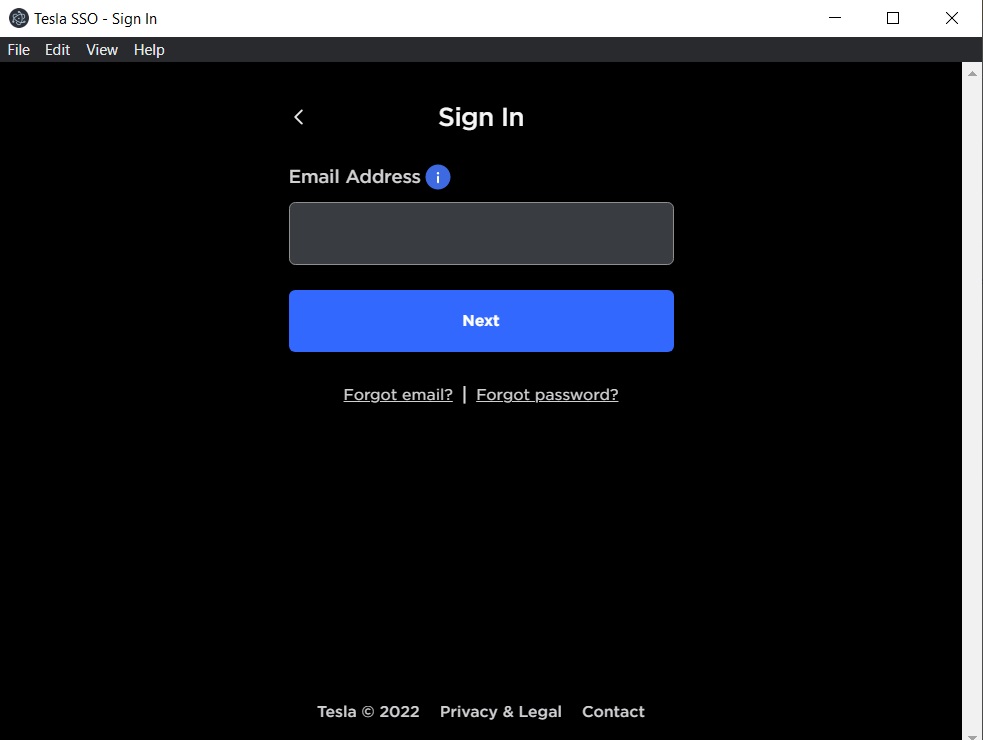 Tesla SSO - Sign In
File Edit View Help
Sign In
Email Address i
Next
Forgot email? | Forgot password?
Tesla © 2022 Privacy & Legal Contact